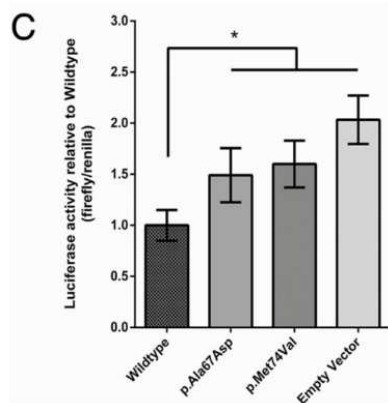 C
*
Luciferase activity relative to Wildtype
(firefly/renilla)
3.0
2.5
2.0
1.5
1.0
0.5
0.0
Wildtype
p.Ala67Asp
p.Met74Val
Empty Vector